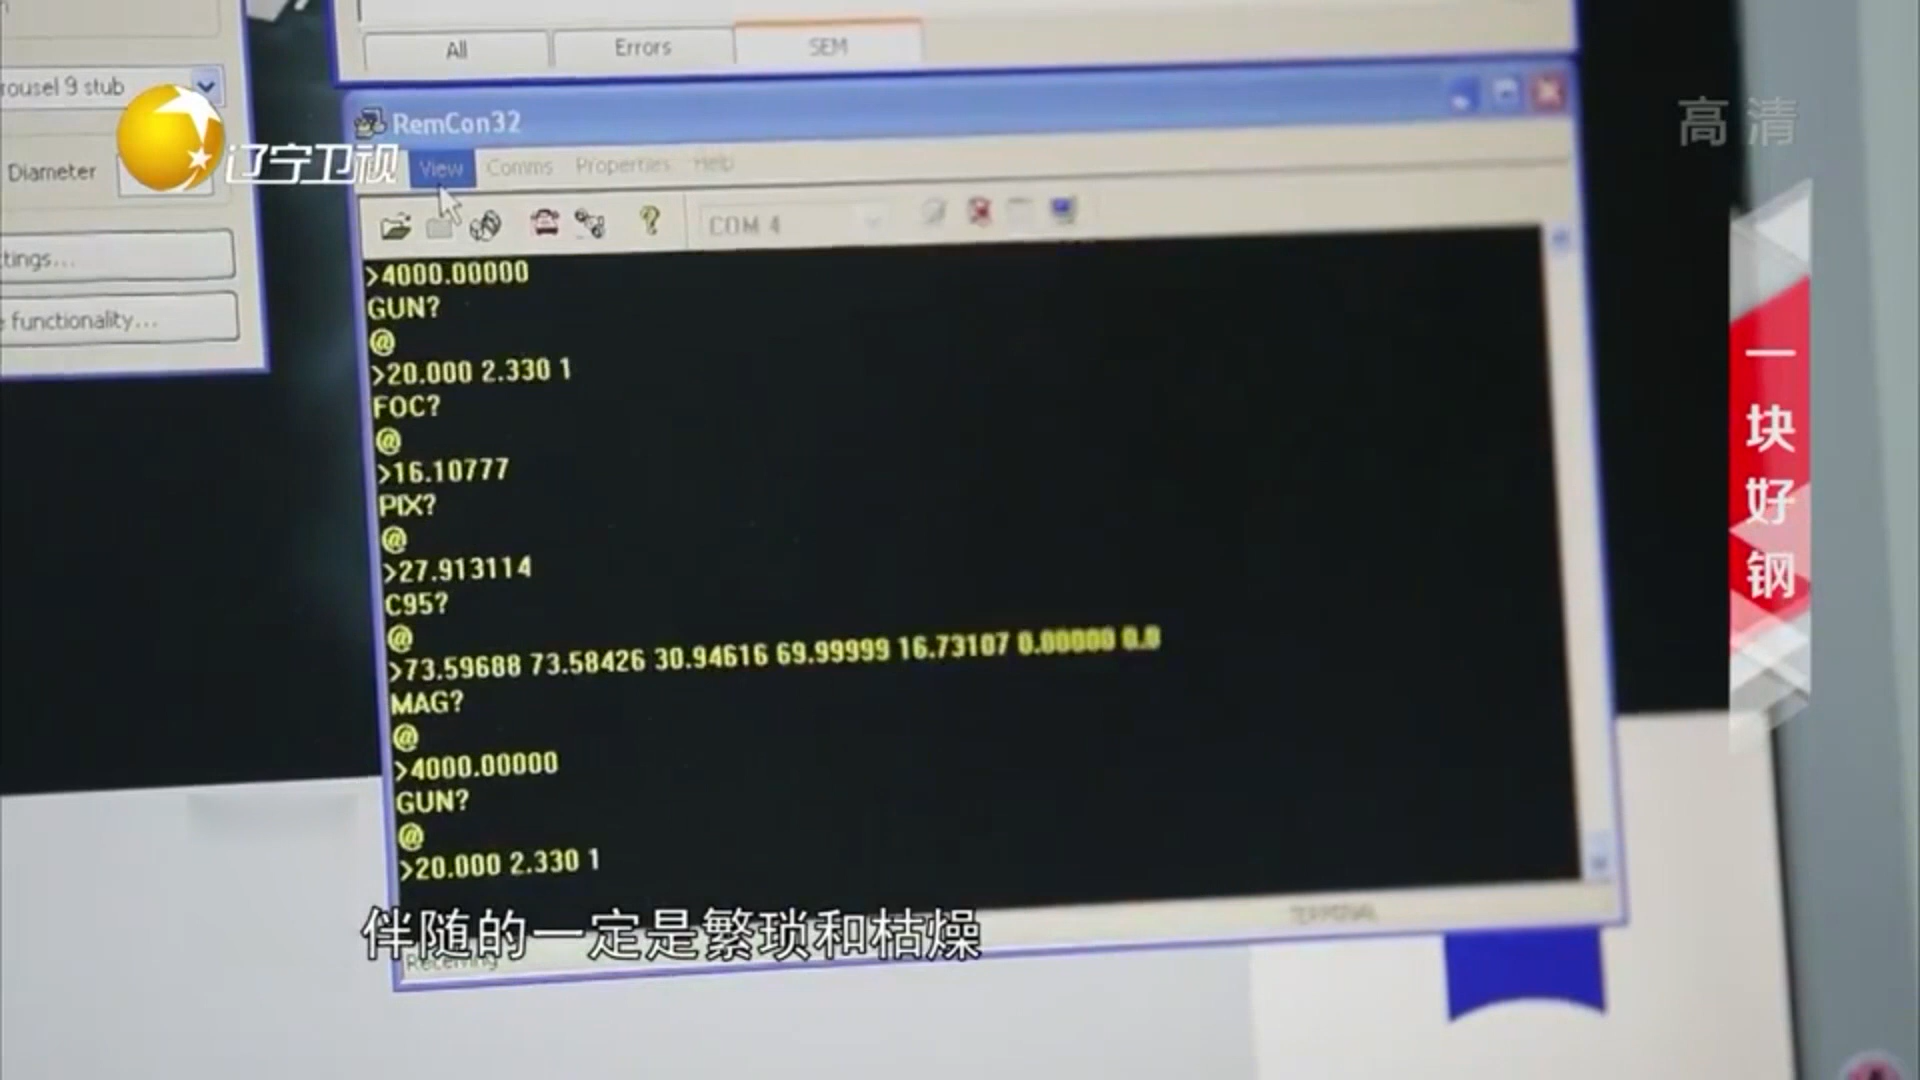 All
Errors
SEM
rousel 9 stub
Diameter
tings...
functionality...
辽宁卫视
高清
RemCon32
View
Comms
Properties
Help
COM 4
>4000.00000
GUN?
@
>20.000 2.330 1
FOC?
@
>16.10777
PIX?
@
>27.913114
C95?
@
>73.59688 73.58426 30.94616 69.99999 16.73107 0.00000 0.0
MAG?
@
>4000.00000
GUN?
@
>20.000 2.330 1
一块好钢
伴随的一定是繁琐和枯燥
Receiving
TERMINAL